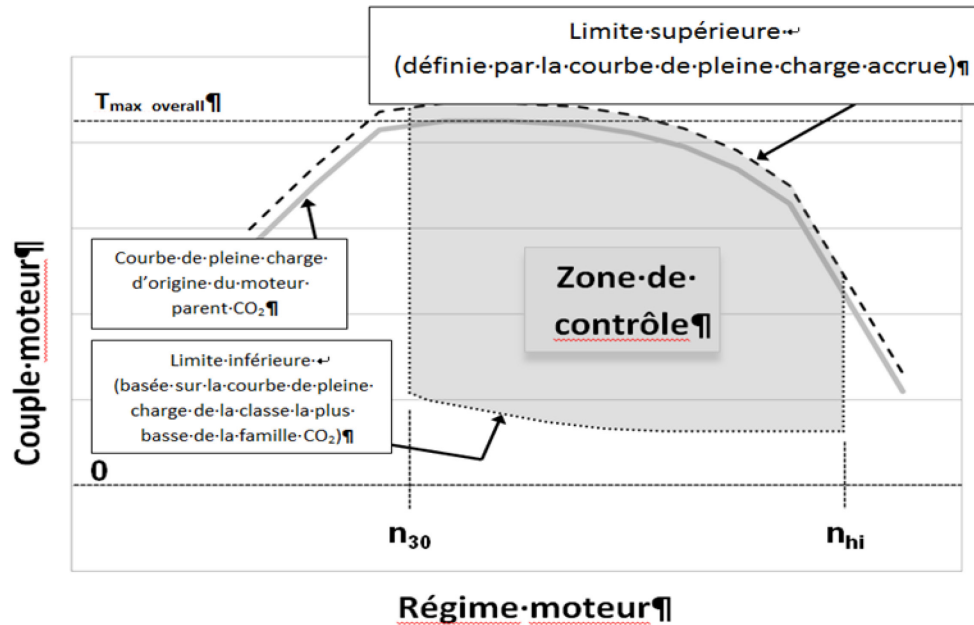 Limite·supérieure·↵
(définie·par·la·courbe·de·pleine·charge·accrue)¶
Tmax overall¶
Courbe·de·pleine·charge·
d'origine·du·moteur·
parent·CO₂¶
Zone·de·
contrôle¶
Limite·inférieure·↵
(basée·sur·la·courbe·de·pleine·
charge·de·la·classe·la·plus·
basse·de·la·famille·CO₂)¶
Couple·moteur¶
0
n₃₀
nhi
Régime·moteur¶